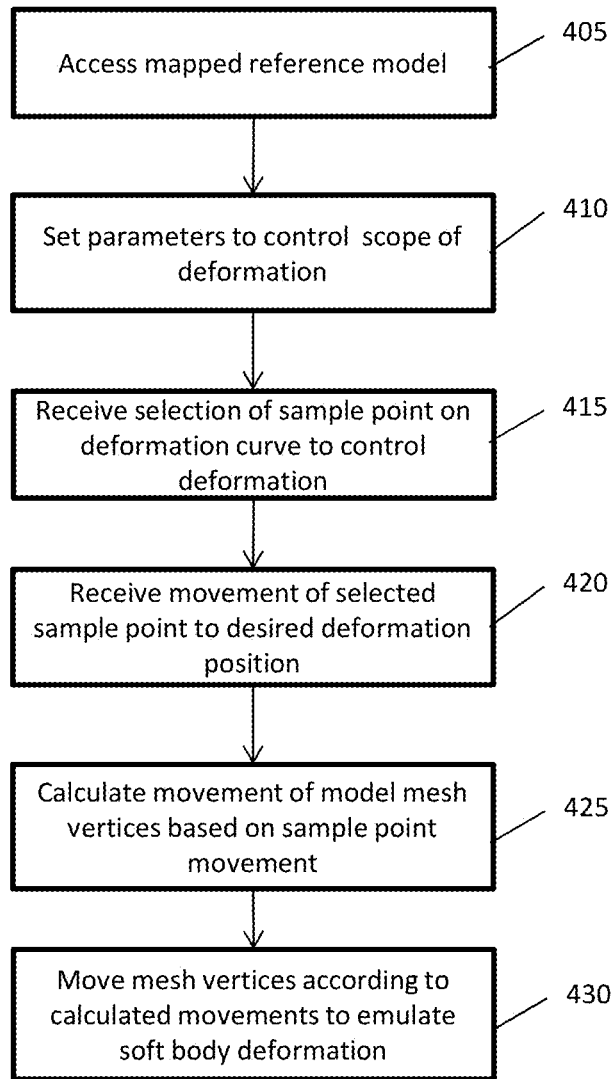 Access mapped reference model
405
Set parameters to control scope of
deformation
410
Receive selection of sample point on
deformation curve to control
deformation
415
Receive movement of selected
sample point to desired deformation
position
420
Calculate movement of model mesh
vertices based on sample point
movement
425
Move mesh vertices according to
calculated movements to emulate
soft body deformation
430